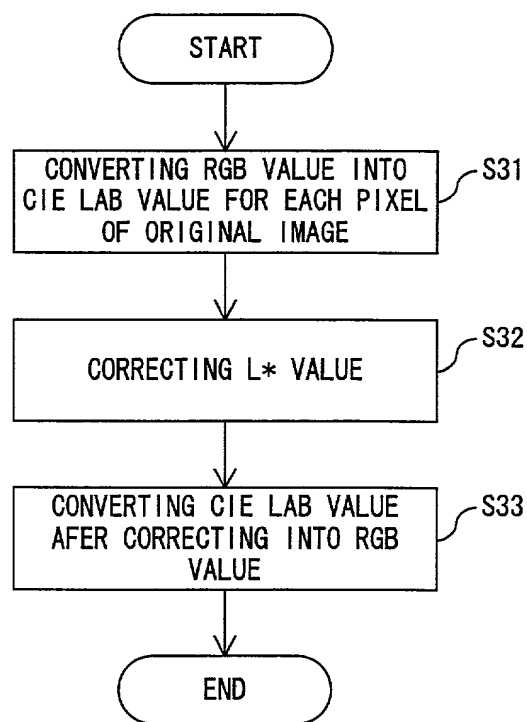 START
CONVERTING RGB VALUE INTO
CIE LAB VALUE FOR EACH PIXEL
OF ORIGINAL IMAGE
S31
CORRECTING L* VALUE
S32
CONVERTING CIE LAB VALUE
AFER CORRECTING INTO RGB
VALUE
S33
END